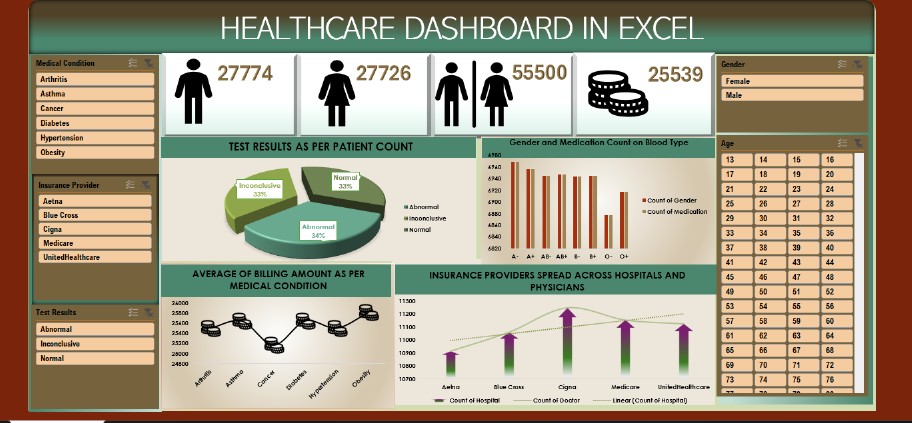 HEALTHCARE DASHBOARD IN EXCEL
Medical Condition
Arthritis
Asthma
Cancer
Diabetes
Hypertension
Obesity
Insurance Provider
Aetna
Blue Cross
Cigna
Medicare
UnitedHealthcare
Test Results
Abnormal
Inconclusive
Normal
27774
27726
55500
25539
TEST RESULTS AS PER PATIENT COUNT
Inconclusive
33%
Normal
33%
Abnormal
34%
Abnormal
Inconclusive
Normal
Gender and Medication Count on Blood Type
6980
6960
6940
6920
6900
6880
6860
6840
6820
A- A+ AB- AB+ B- B+ O- O+
Count of Gender
Count of Medication
AVERAGE OF BILLING AMOUNT AS PER
MEDICAL CONDITION
26000
25800
25600
25400
25200
25000
24800
Arthritis Asthma Cancer Diabetes Hypertension Obesity
INSURANCE PROVIDERS SPREAD ACROSS HOSPITALS AND
PHYSICIANS
11300
11200
11100
11000
10900
10800
10700
Aetna Blue Cross Cigna Medicare UnitedHealthcare
Count of Hospital Count of Doctor Linear (Count of Hospital)
Gender
Female
Male
Age
13 14 15 16
17 18 19 20
21 22 23 24
25 26 27 28
29 30 31 32
33 34 35 36
37 38 39 40
41 42 43 44
45 46 47 48
49 50 51 52
53 54 55 56
57 58 59 60
61 62 63 64
65 66 67 68
69 70 71 72
73 74 75 76
77 78 79 80